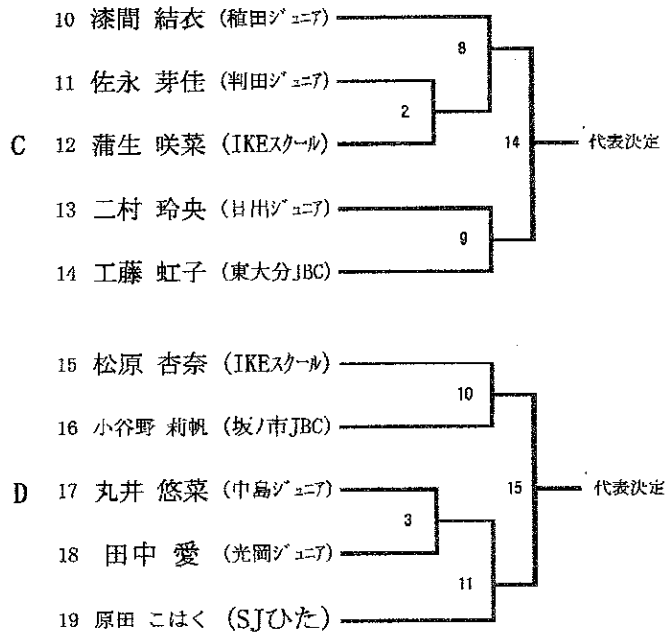 10 漆間 結衣 (稙田ジュニア)
8
11 佐永 芽佳 (判田ジュニア)
2
C 12 蒲生 咲菜 (IKEスクール) 14 代表決定
13 二村 玲央 (日出ジュニア)
9
14 工藤 虹子 (東大分JBC)
15 松原 杏奈 (IKEスクール)
10
16 小谷野 莉帆 (坂ノ市JBC)
D 17 丸井 悠菜 (中島ジュニア) 15 代表決定
3
18 田中 愛 (光岡ジュニア)
11
19 原田 こはく (SJひた)